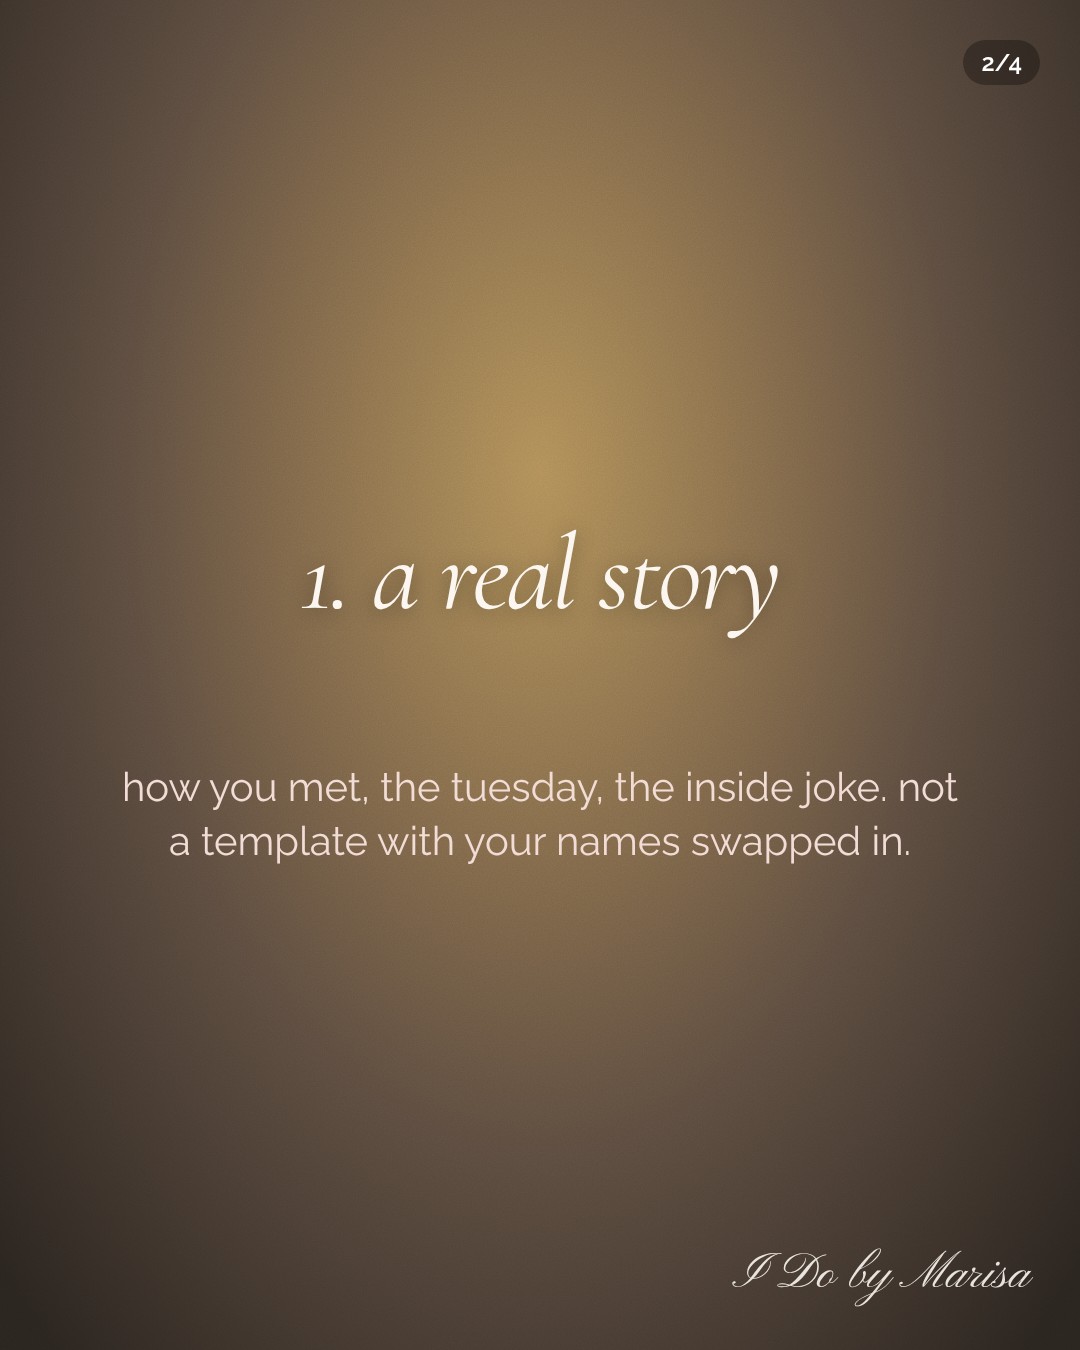 2/4
1. a real story
how you met, the tuesday, the inside joke. not
a template with your names swapped in.
I Do by Marisa